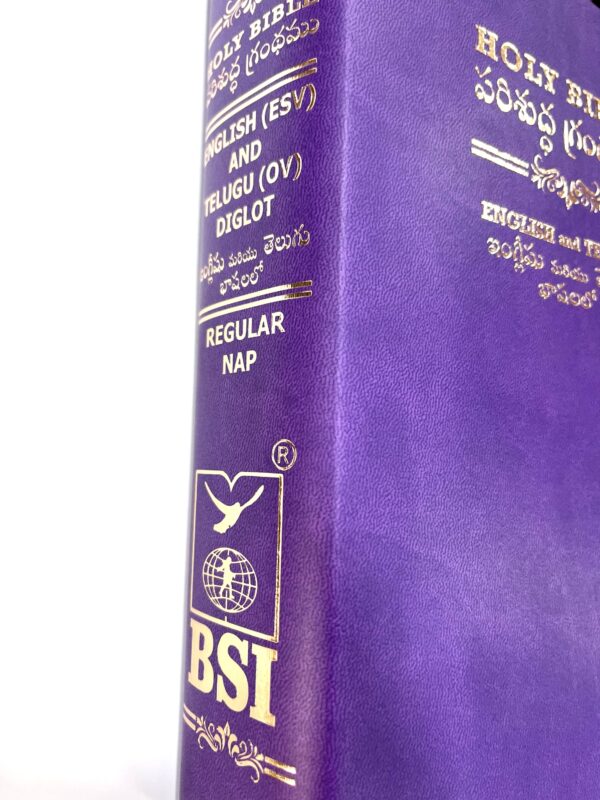 HOLY BIBLE
పరిశుద్ధ గ్రంథము
ENGLISH (ESV)
AND
TELUGU (OV)
DIGLOT
ఇంగ్లీషు మరియు తెలుగు
భాషలలో
REGULAR
NAP
®
BSI
HOLY
పరిశుద్ధ
ENGLISH and
ఇంగ్లీషు మరియు
భాషలలో